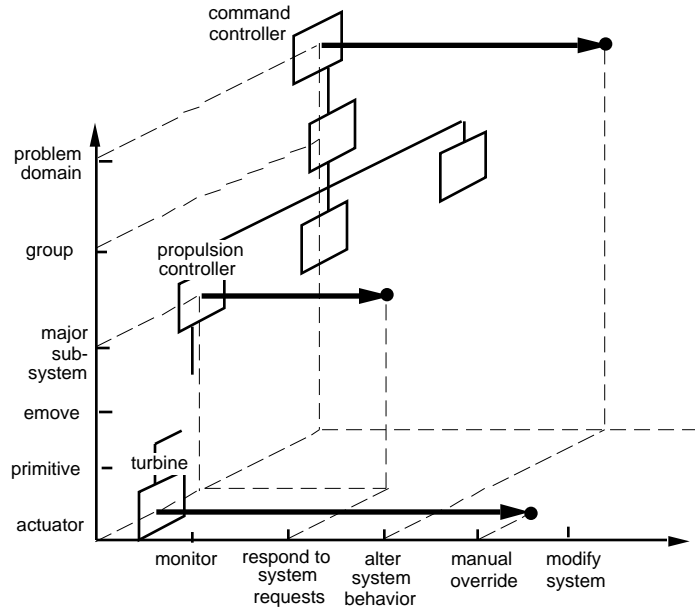 command
controller
problem
domain
group
propulsion
controller
major
sub-
system
emove
primitive
turbine
actuator
monitor
respond to
system
requests
alter
system
behavior
manual
override
modify
system